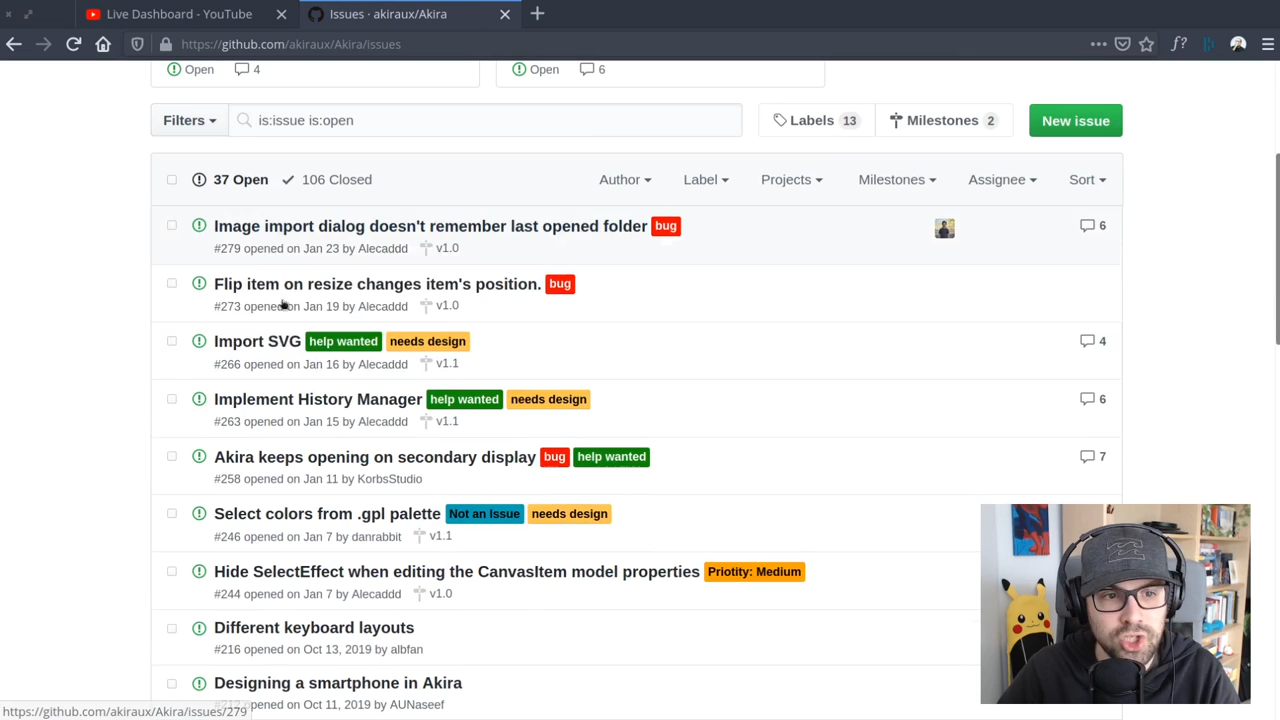 Live Dashboard - YouTube
Issues · akiraux/Akira
https://github.com/akiraux/Akira/issues
f?
Open 4
Open 6
Filters
is:issue is:open
Labels 13
Milestones 2
New issue
37 Open
106 Closed
Author
Label
Projects
Milestones
Assignee
Sort
Image import dialog doesn't remember last opened folder bug
6
#279 opened on Jan 23 by Alecaddd v1.0
Flip item on resize changes item's position. bug
#273 opened on Jan 19 by Alecaddd v1.0
Import SVG help wanted needs design
4
#266 opened on Jan 16 by Alecaddd v1.1
Implement History Manager help wanted needs design
6
#263 opened on Jan 15 by Alecaddd v1.1
Akira keeps opening on secondary display bug help wanted
7
#258 opened on Jan 11 by KorbsStudio
Select colors from .gpl palette Not an Issue needs design
#246 opened on Jan 7 by danrabbit v1.1
Hide SelectEffect when editing the CanvasItem model properties Priotity: Medium
#244 opened on Jan 7 by Alecaddd v1.0
Different keyboard layouts
#216 opened on Oct 13, 2019 by albfan
Designing a smartphone in Akira
opened on Oct 11, 2019 by AUNaseef
https://github.com/akiraux/Akira/issues/279